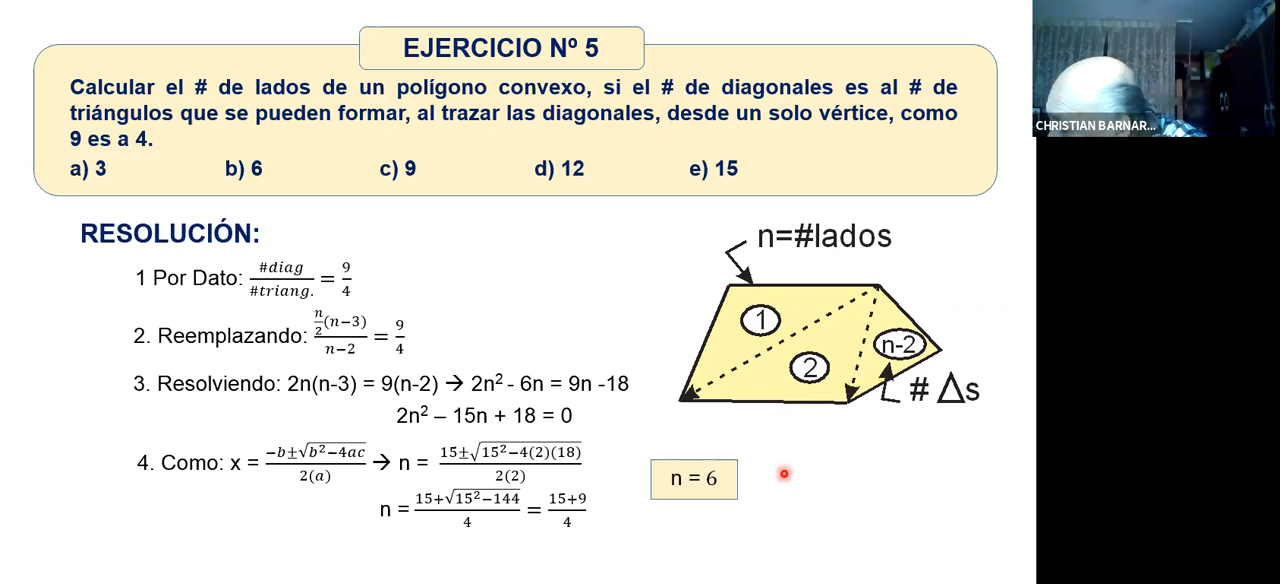 EJERCICIO Nº 5
Calcular el # de lados de un polígono convexo, si el # de diagonales es al # de
triángulos que se pueden formar, al trazar las diagonales, desde un solo vértice, como
9 es a 4.
a) 3 b) 6 c) 9 d) 12 e) 15
CHRISTIAN BARNAR...
RESOLUCIÓN:
n=#lados
1 Por Dato: #diag/#triang. = 9/4
1
2. Reemplazando: n/2(n−3)/n−2 = 9/4
n-2
2
3. Resolviendo: 2n(n-3) = 9(n-2) → 2n² - 6n = 9n -18
# Δs
2n² – 15n + 18 = 0
4. Como: x = −b±√b²−4ac/2(a) → n = 15±√15²−4(2)(18)/2(2)
n = 6
n = 15+√15²−144/4 = 15+9/4